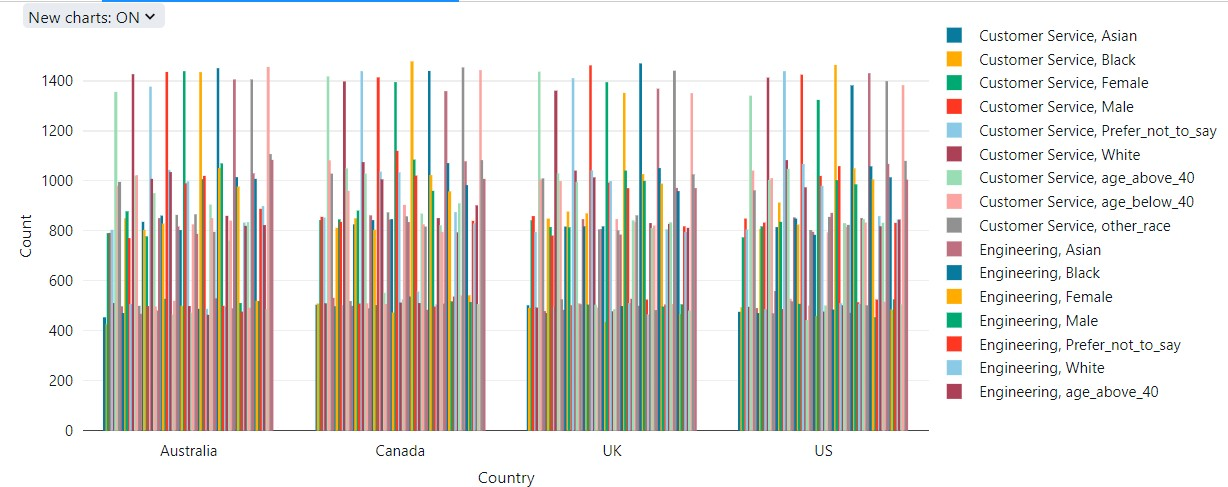 New charts: ON
Count
1400
1200
1000
800
600
400
200
0
Australia
Canada
UK
US
Country
Customer Service, Asian
Customer Service, Black
Customer Service, Female
Customer Service, Male
Customer Service, Prefer_not_to_say
Customer Service, White
Customer Service, age_above_40
Customer Service, age_below_40
Customer Service, other_race
Engineering, Asian
Engineering, Black
Engineering, Female
Engineering, Male
Engineering, Prefer_not_to_say
Engineering, White
Engineering, age_above_40